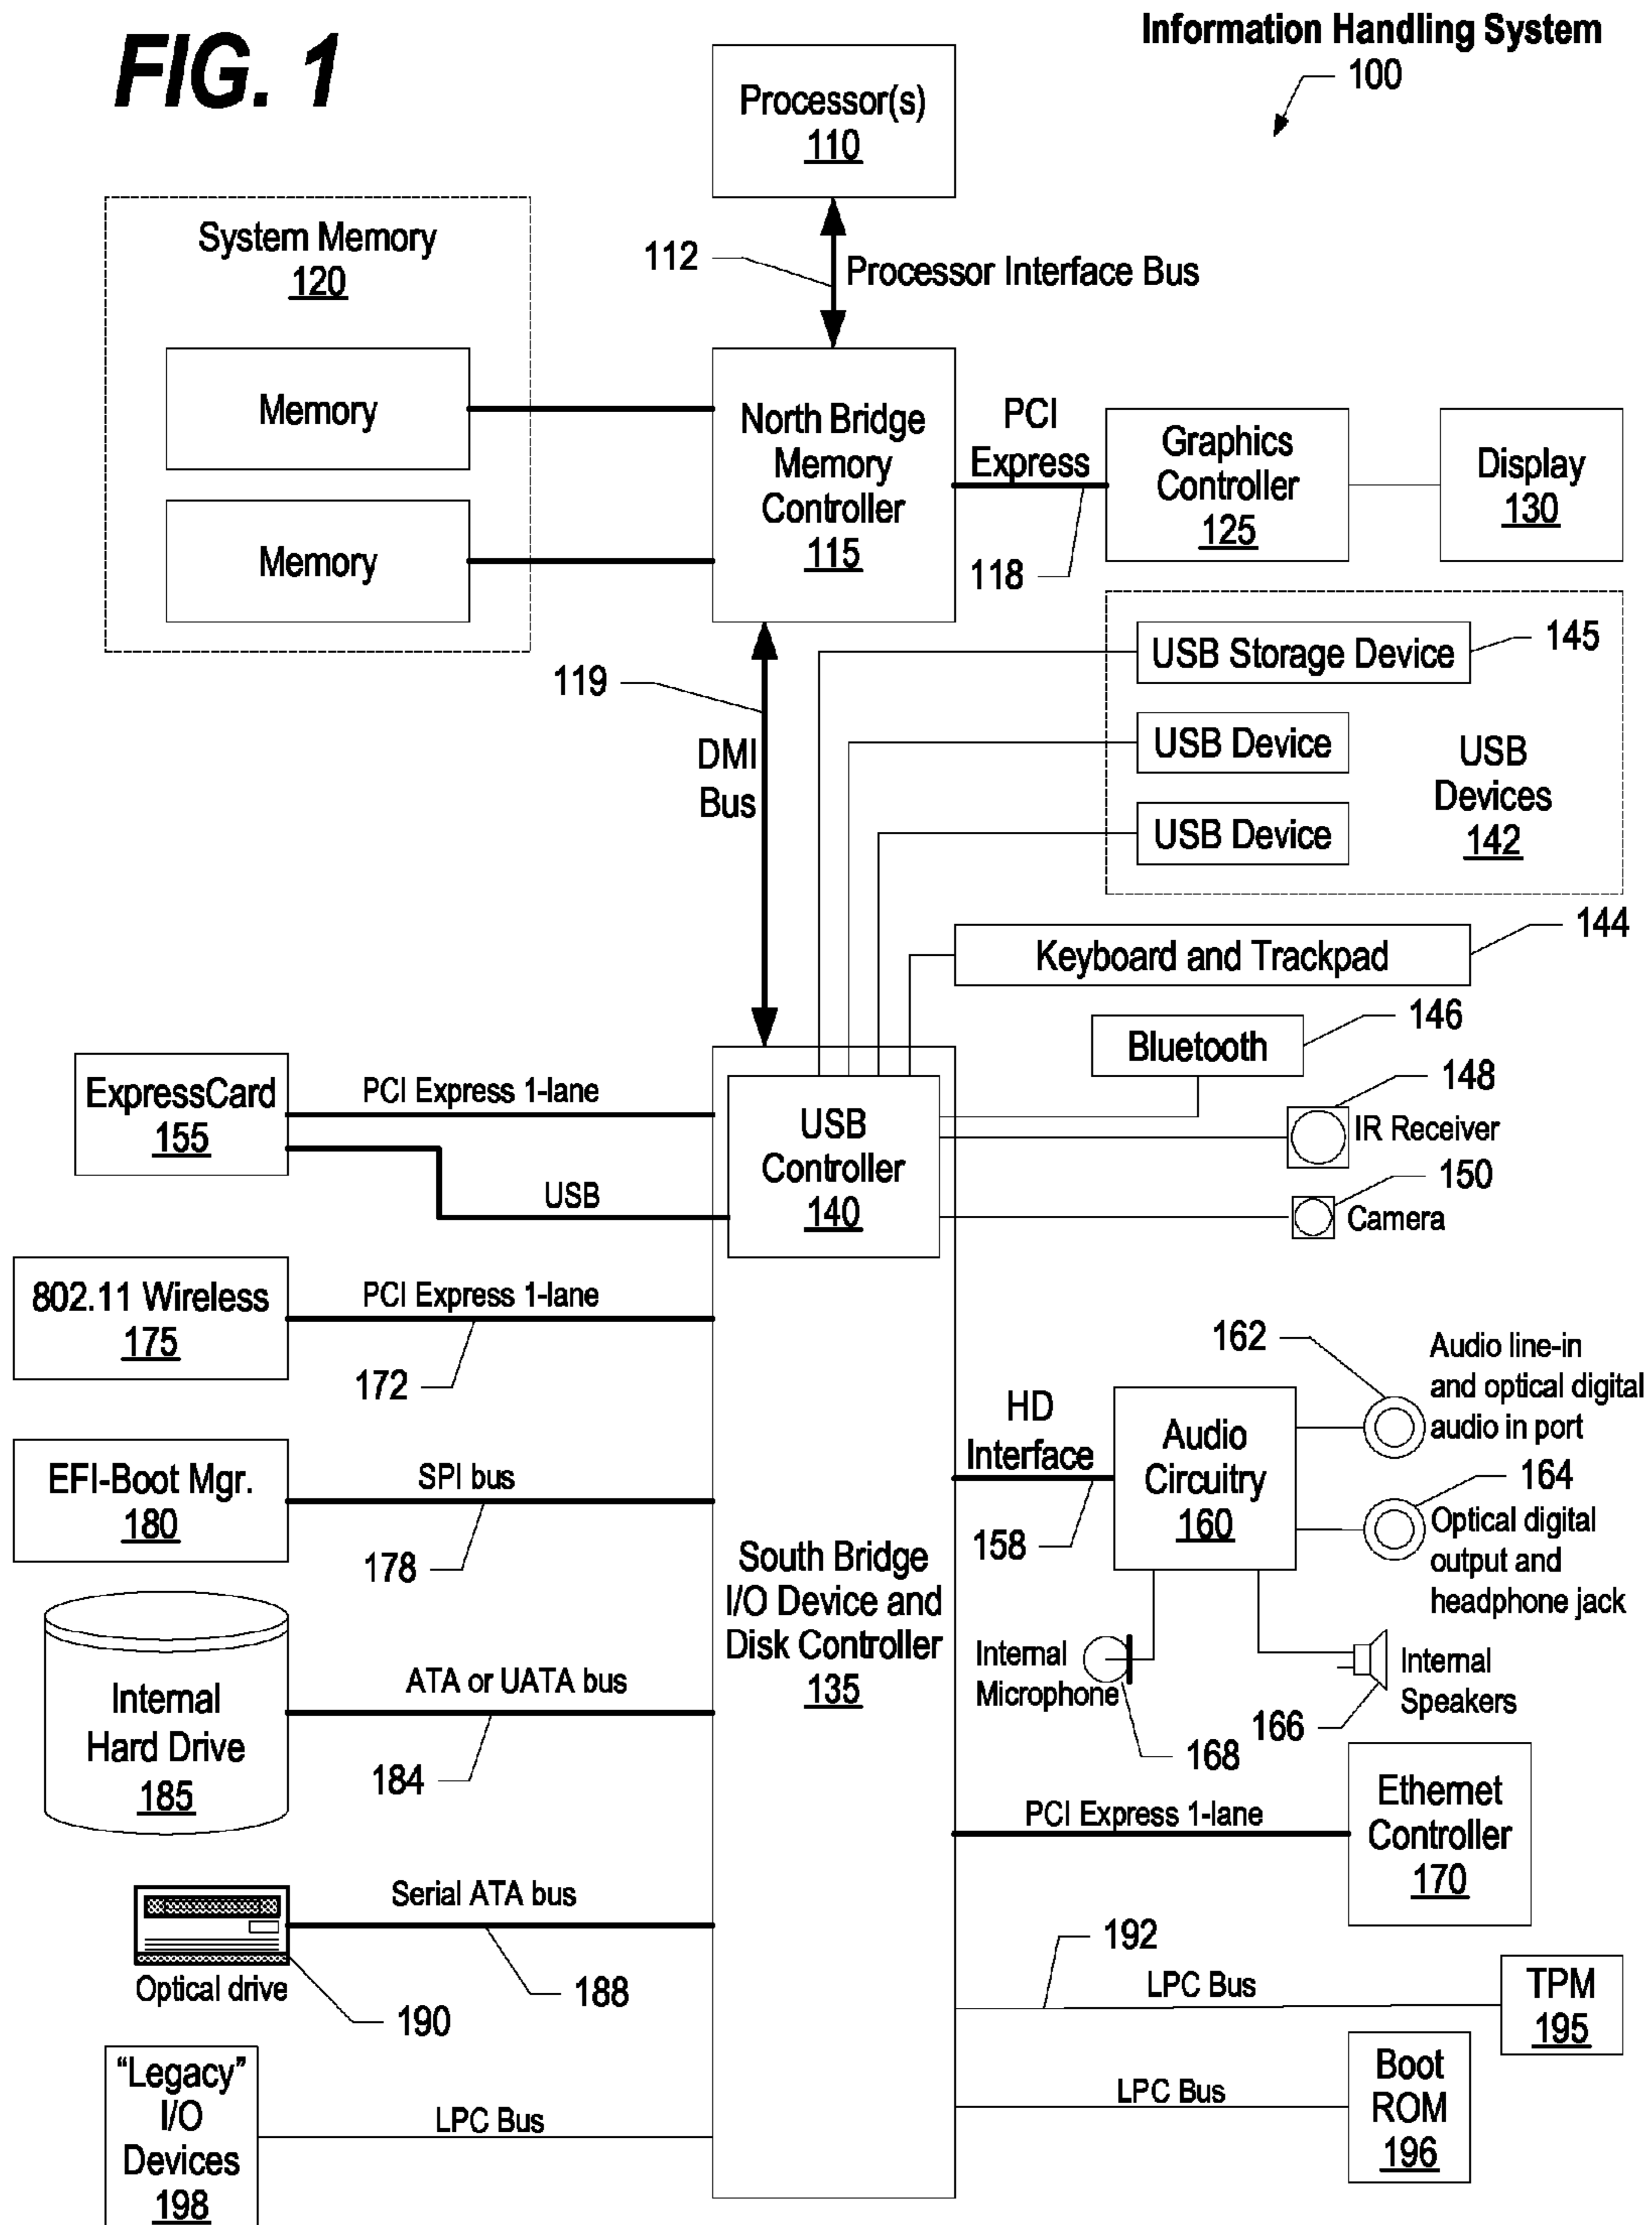 FIG. 1
Information Handling System
100
Processor(s)
110
System Memory
120
112
Processor Interface Bus
Memory
Memory
North Bridge
Memory
Controller
115
PCI
Express
118
Graphics
Controller
125
Display
130
119
DMI
Bus
USB Storage Device
145
USB Device
USB Device
USB
Devices
142
Keyboard and Trackpad
144
Bluetooth
146
148
IR Receiver
150
Camera
ExpressCard
155
PCI Express 1-lane
USB
USB
Controller
140
802.11 Wireless
175
PCI Express 1-lane
172
EFI-Boot Mgr.
180
SPI bus
178
South Bridge
I/O Device and
Disk Controller
135
HD
Interface
158
Audio
Circuitry
160
162
Audio line-in
and optical digital
audio in port
164
Optical digital
output and
headphone jack
Internal
Microphone
168
166
Internal
Speakers
Internal
Hard Drive
185
ATA or UATA bus
184
PCI Express 1-lane
Ethernet
Controller
170
Optical drive
190
Serial ATA bus
188
192
LPC Bus
TPM
195
"Legacy"
I/O
Devices
198
LPC Bus
LPC Bus
Boot
ROM
196